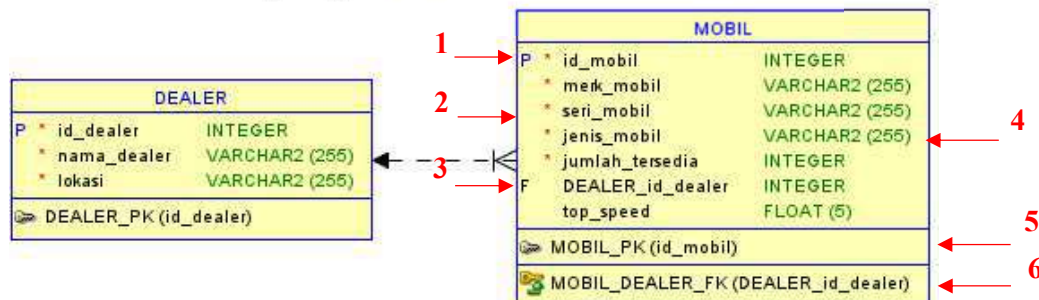 DEALER
P * id_dealer INTEGER
* nama_dealer VARCHAR2 (255)
* lokasi VARCHAR2 (255)
DEALER_PK (id_dealer)
MOBIL
1 P * id_mobil INTEGER
* merk_mobil VARCHAR2 (255)
2 * seri_mobil VARCHAR2 (255)
* jenis_mobil VARCHAR2 (255) 4
* jumlah_tersedia INTEGER
3 F DEALER_id_dealer INTEGER
top_speed FLOAT (5)
MOBIL_PK (id_mobil) 5
MOBIL_DEALER_FK (DEALER_id_dealer) 6